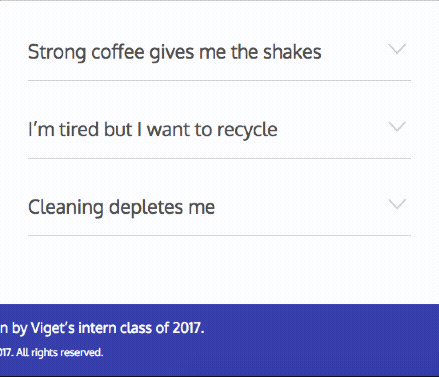 Strong coffee gives me the shakes
I'm tired but I want to recycle
Cleaning depletes me
n by Viget's intern class of 2017.
017. All rights reserved.